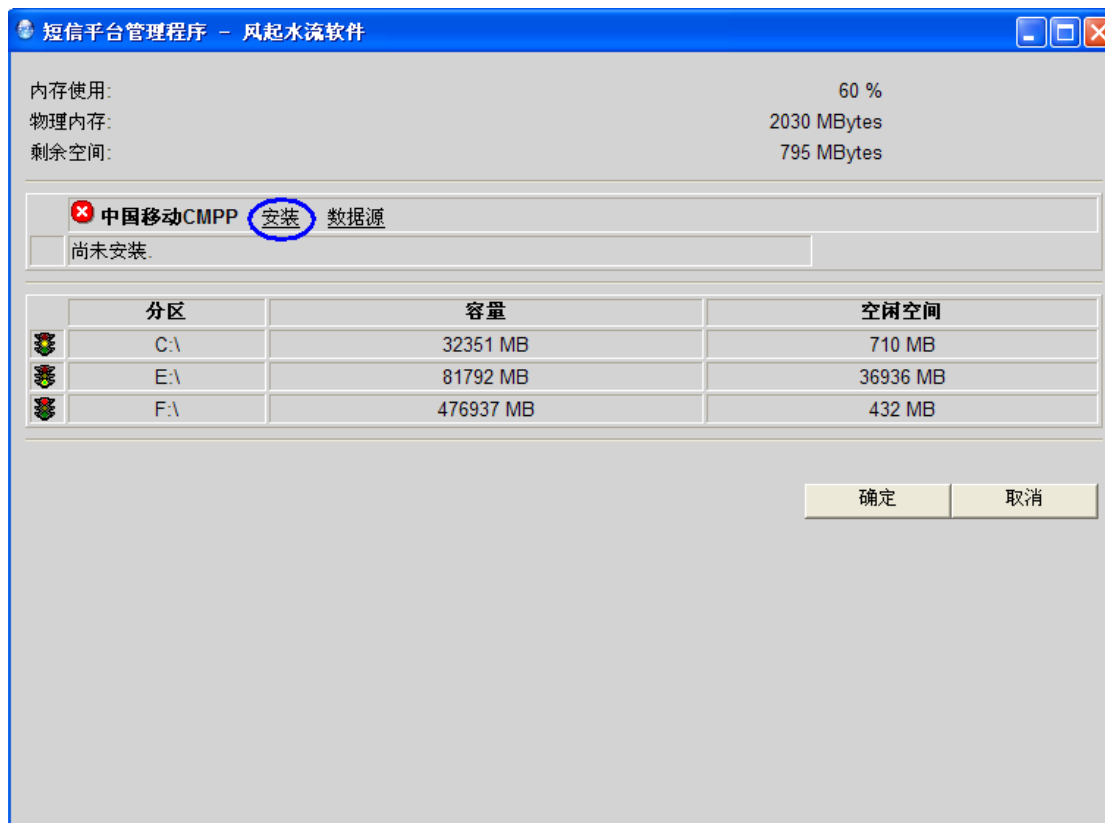 短信平台管理程序 - 风起水流软件
内存使用: 60 %
物理内存: 2030 MBytes
剩余空间: 795 MBytes
中国移动CMPP 安装 数据源
尚未安装.
分区 容量 空闲空间
C:\ 32351 MB 710 MB
E:\ 81792 MB 36936 MB
F:\ 476937 MB 432 MB
确定 取消